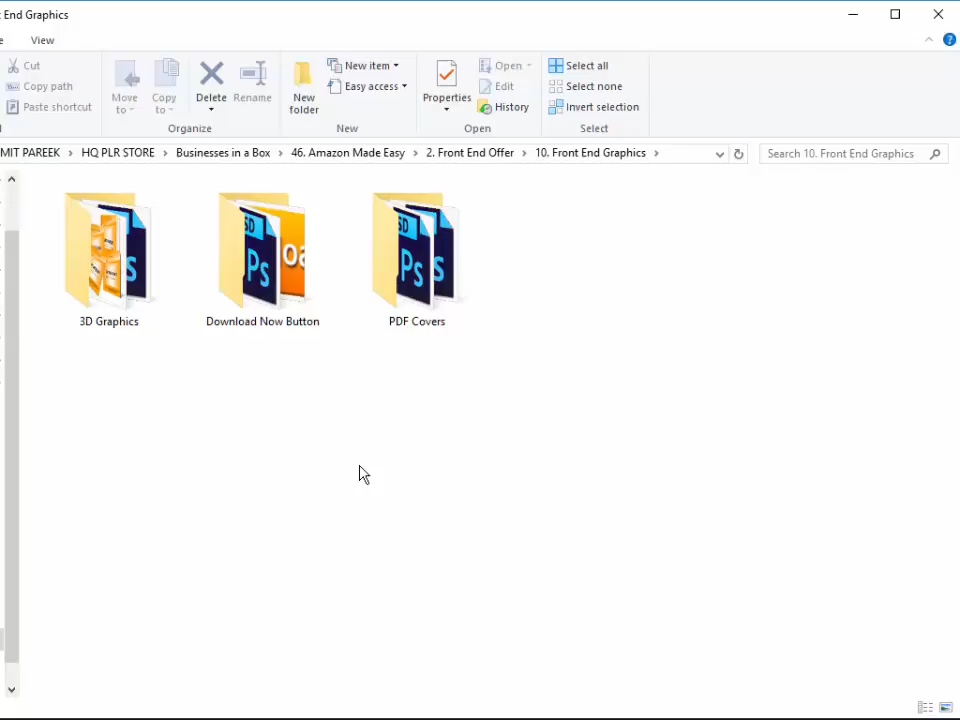 t End Graphics
e View
Cut
Copy path
Paste shortcut
Move to
Copy to
Delete
Rename
Organize
New folder
New item
Easy access
New
Properties
Open
Edit
History
Open
Select all
Select none
Invert selection
Select
MIT PAREEK > HQ PLR STORE > Businesses in a Box > 46. Amazon Made Easy > 2. Front End Offer > 10. Front End Graphics >
Search 10. Front End Graphics
3D Graphics
Download Now Button
PDF Covers